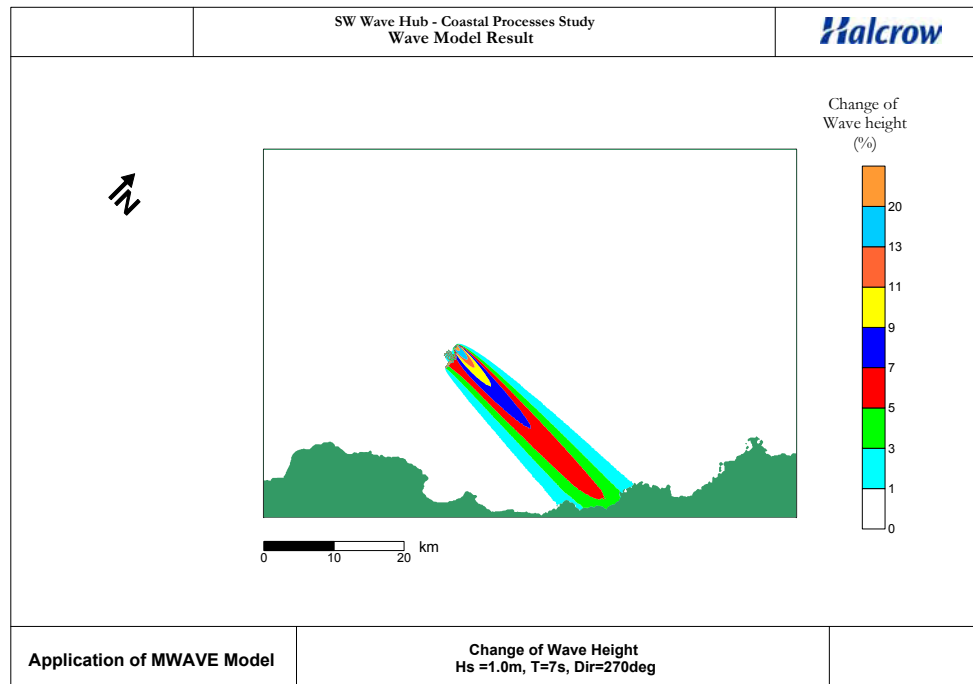 SW Wave Hub - Coastal Processes Study
Wave Model Result
Halcrow
Change of
Wave height
(%)
N
20
13
11
9
7
5
3
1
0
km
0 10 20
Application of MWAVE Model
Change of Wave Height
Hs =1.0m, T=7s, Dir=270deg